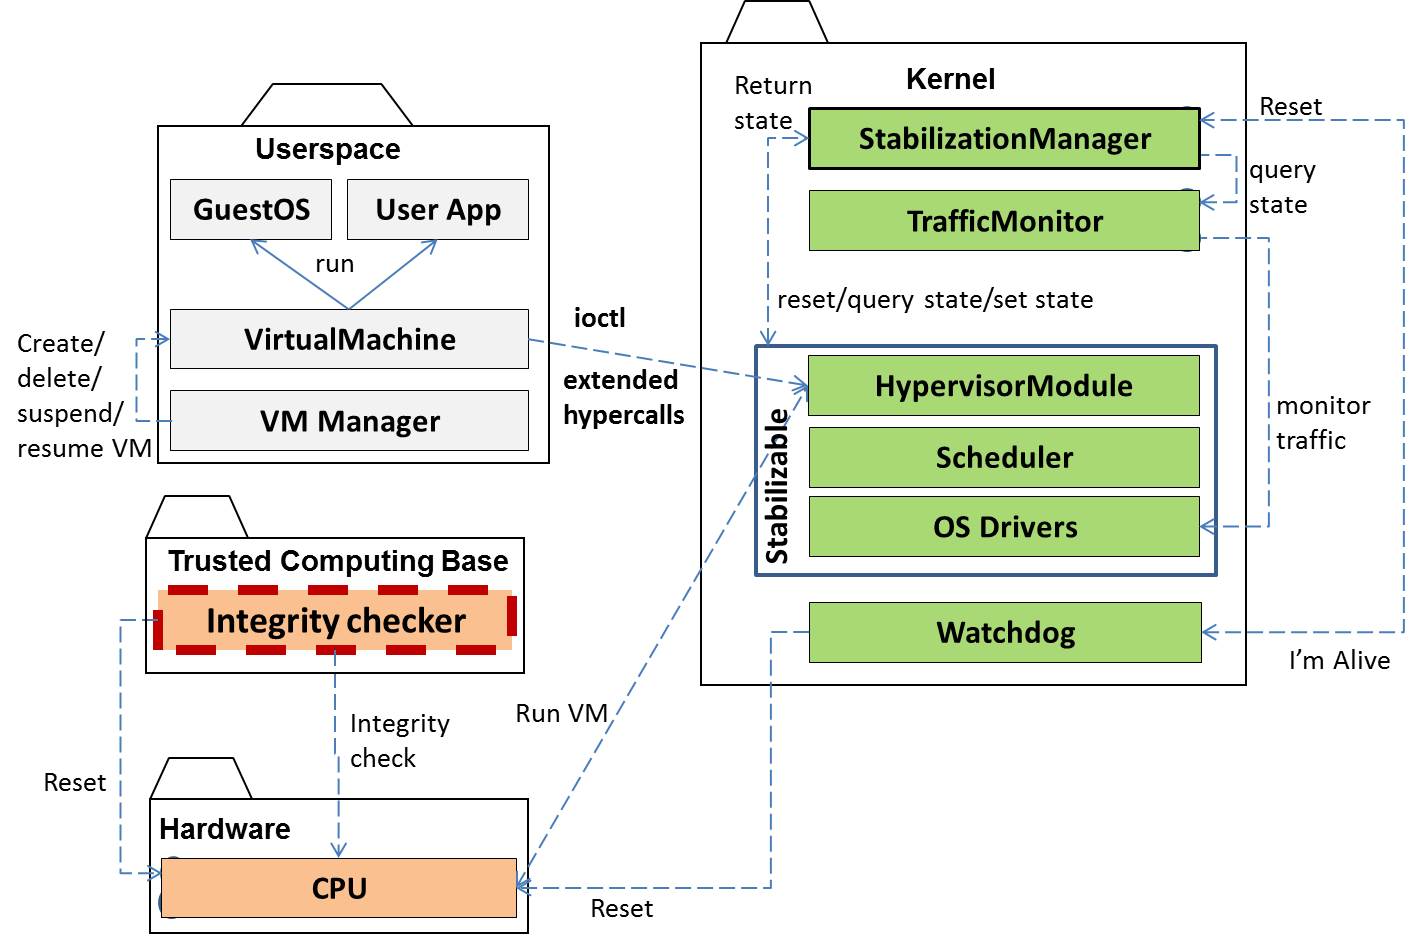 Userspace
GuestOS
User App
run
VirtualMachine
VM Manager
Create/
delete/
suspend/
resume VM
ioctl
extended
hypercalls
Kernel
Return
state
StabilizationManager
Reset
query
state
TrafficMonitor
reset/query state/set state
Stabilizable
HypervisorModule
Scheduler
OS Drivers
monitor
traffic
Watchdog
I'm Alive
Trusted Computing Base
Integrity checker
Integrity
check
Reset
Run VM
Hardware
CPU
Reset